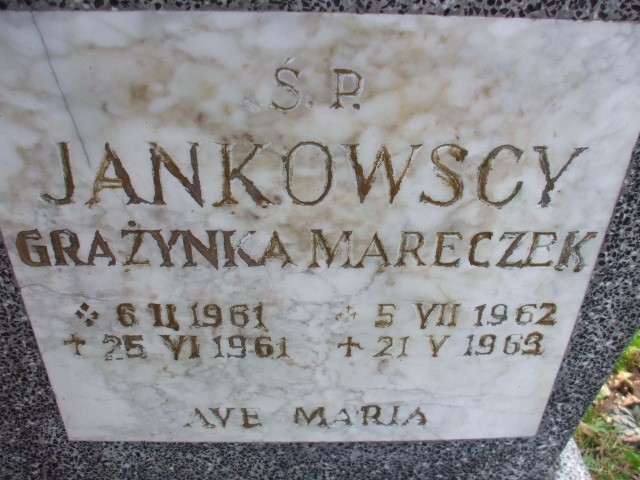 Ś.P.
JANKOWSCY
GRAŻYNKA MARECZEK
6 II 1961 5 VII 1962
25 VI 1961 21 V 1963
AVE MARIA